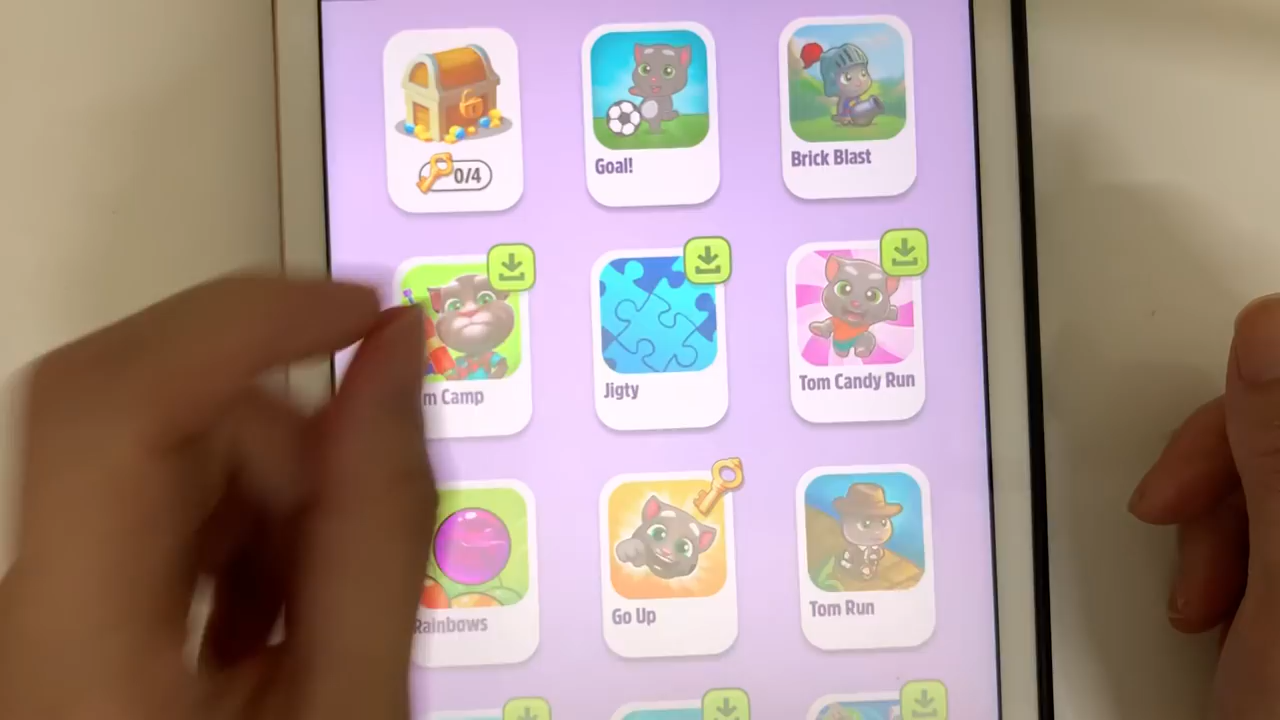 0/4
Goal!
Brick Blast
Camp
Jigty
Tom Candy Run
Rainbows
Go Up
Tom Run